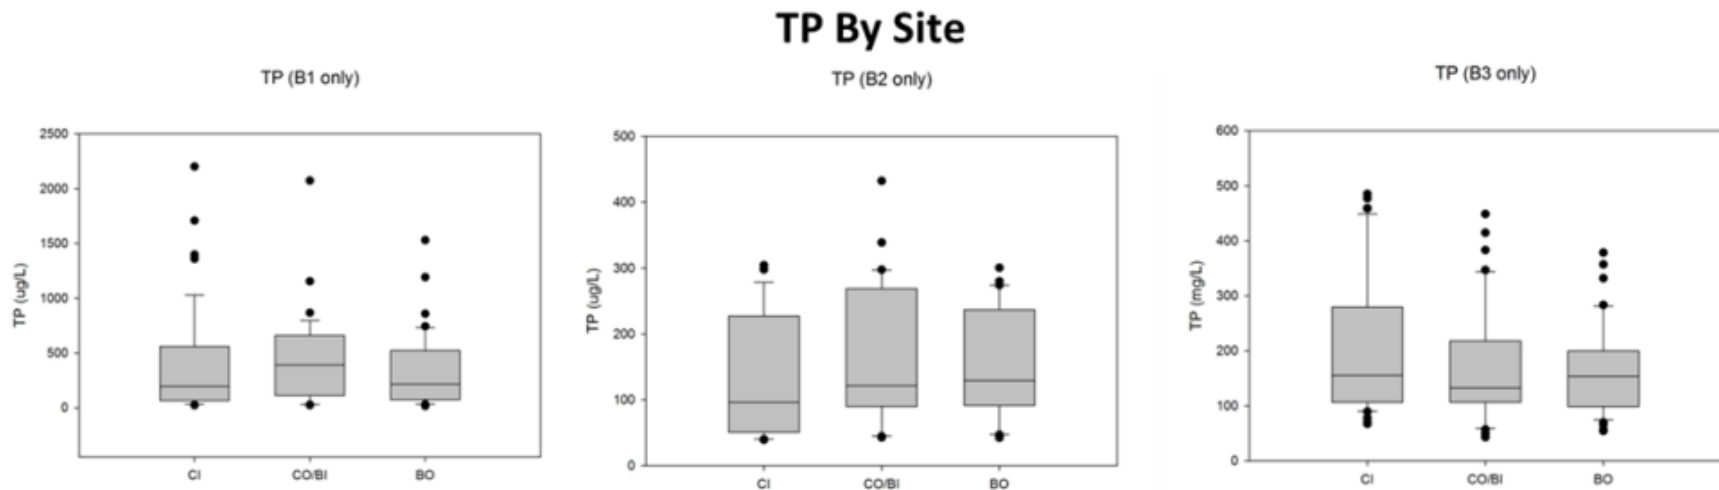 TP By Site
TP (B1 only)
2500
2000
1500
1000
500
0
TP (ug/L)
CI
CO/BI
BO
TP (B2 only)
500
400
300
200
100
0
TP (ug/L)
CI
CO/BI
BO
TP (B3 only)
600
500
400
300
200
100
0
TP (mg/L)
CI
CO/BI
BO